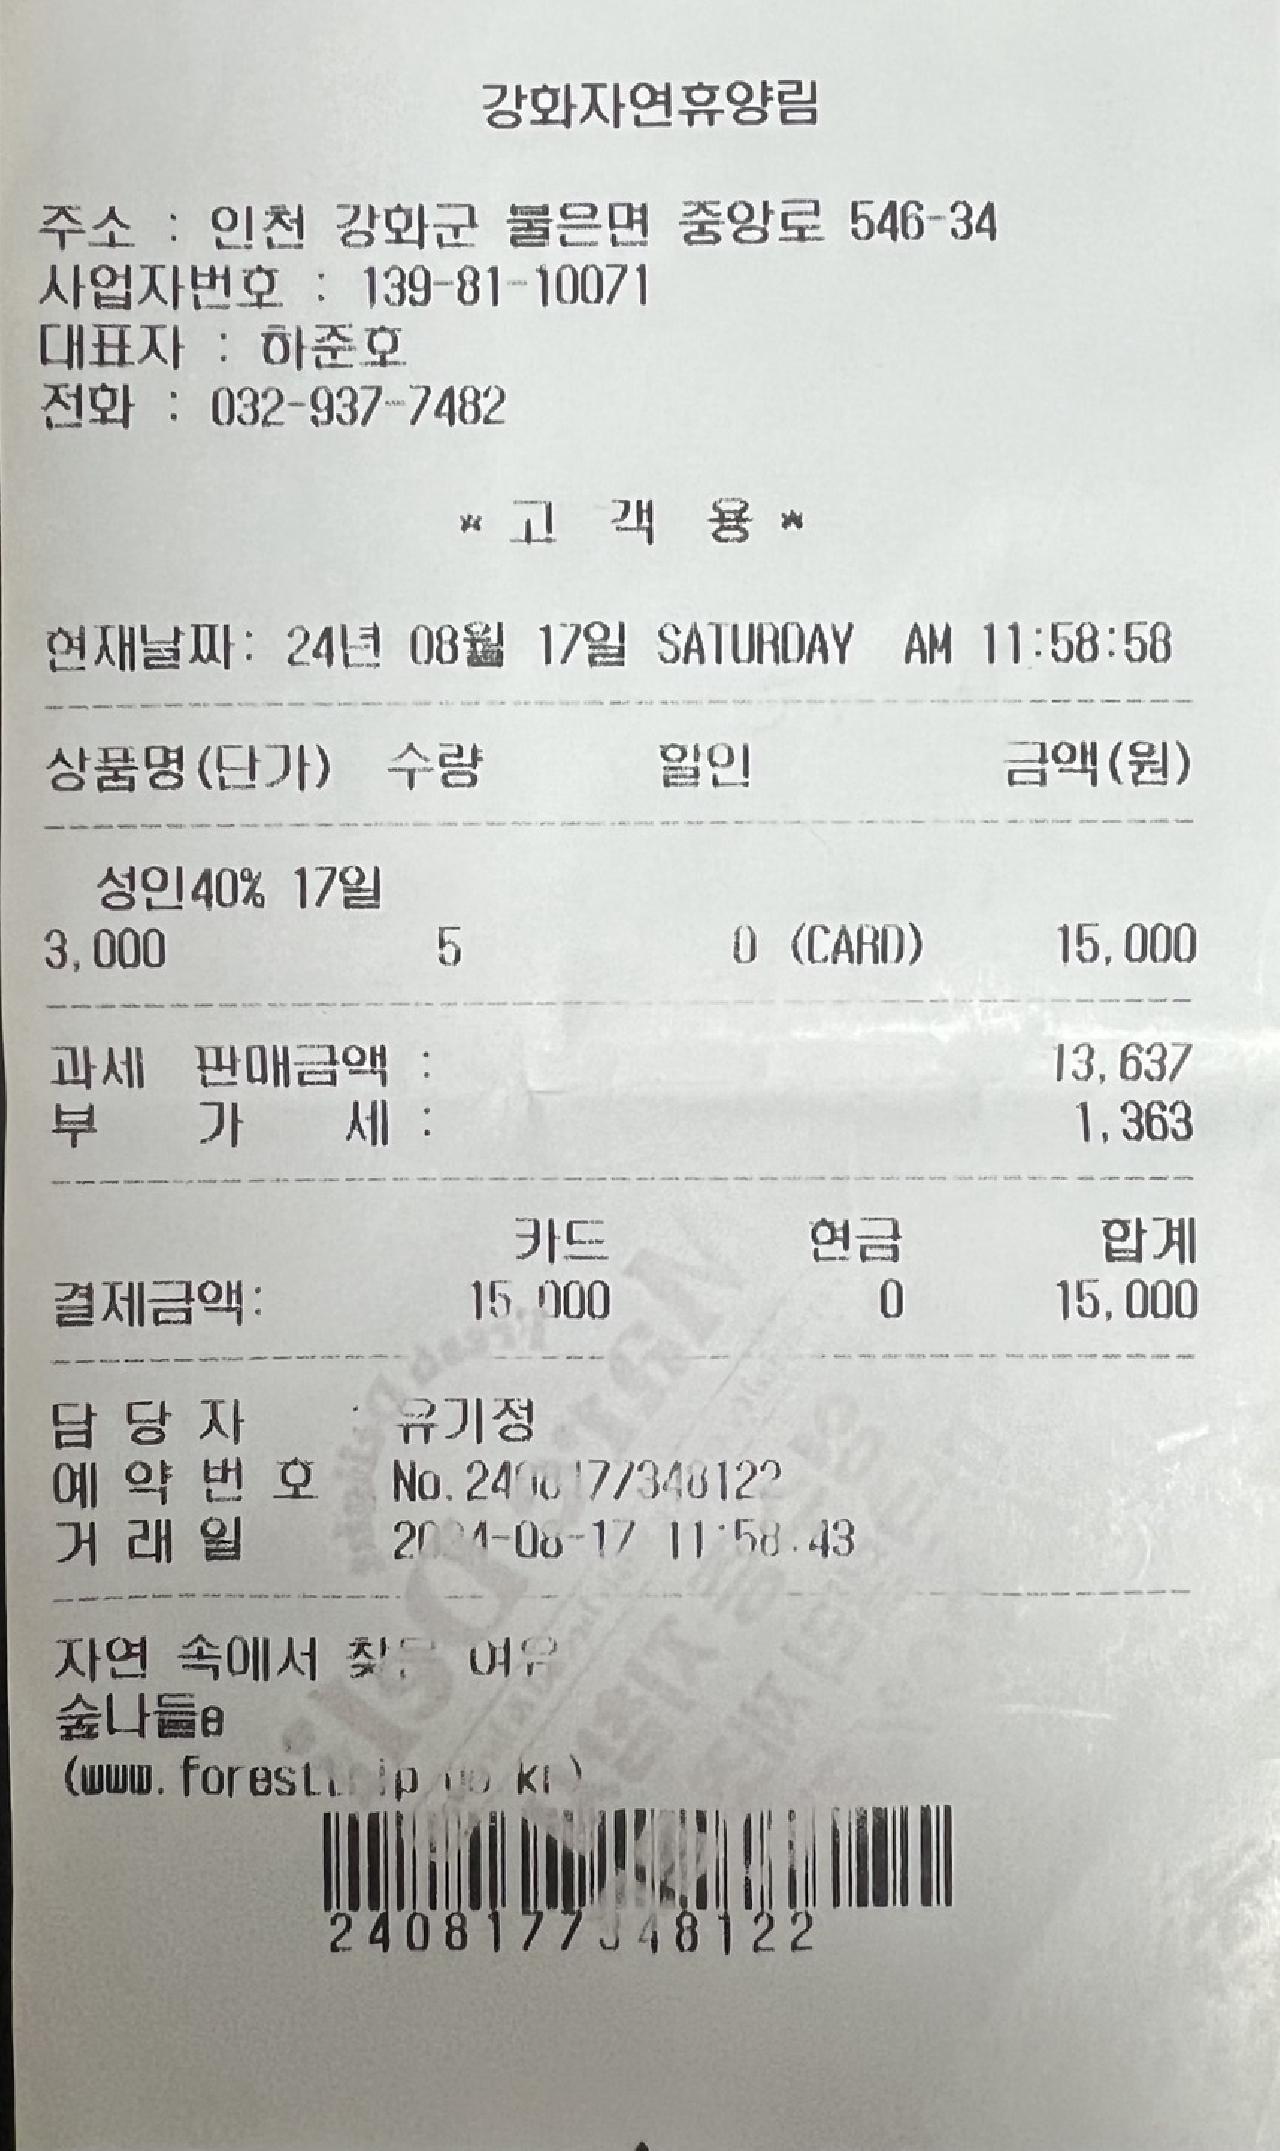 강화자연휴양림
주소 : 인천 강화군 불은면 중앙로 546-34
사업자번호 : 139-81-10071
대표자 : 하준호
전화 : 032-937-7482
* 고 객 용 *
현재날짜: 24년 08월 17일 SATURDAY AM 11:58:58
상품명(단가) 수량 할인 금액(원)
성인40% 17일
3,000 5 0 (CARD) 15,000
과세 판매금액 : 13,637
부 가 세 : 1,363
카드 현금 합계
결제금액: 15,000 0 15,000
담 당 자 : 유기정
예 약 번 호 No.2408177348122
거 래 일 2024-08-17 11:58:43
자연 속에서 찾는 여유
숲나들e
(www.foresttrip.go.kr)
2408177348122